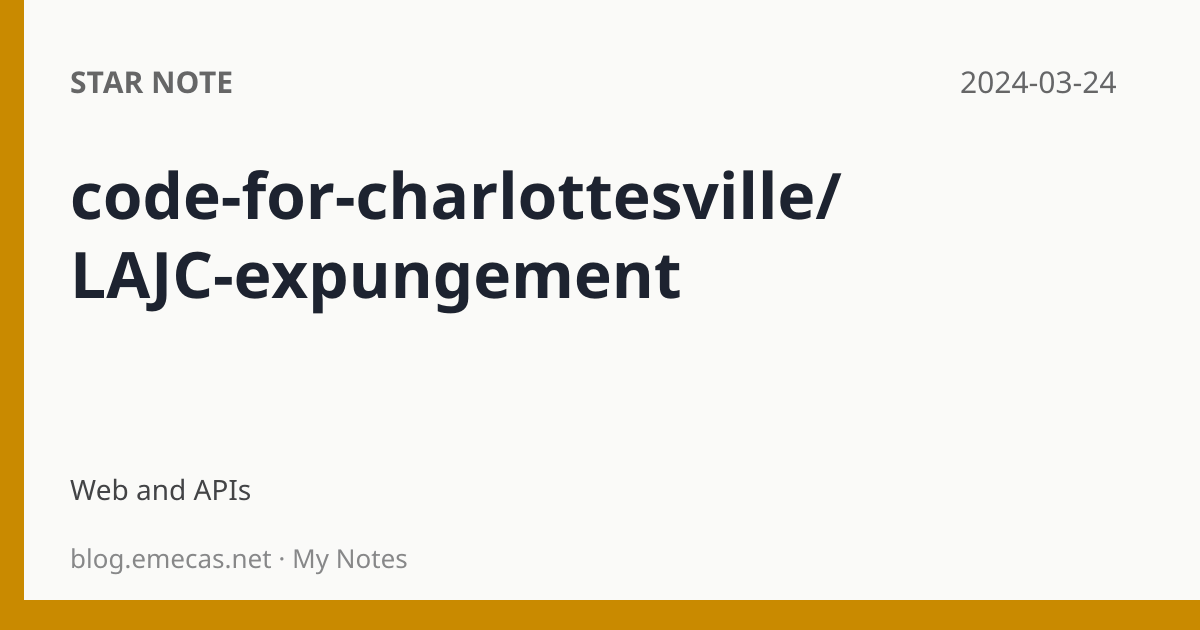 STAR NOTE
2024-03-24
code-for-charlottesville/
LAJC-expungement
Web and APIs
blog.emecas.net · My Notes